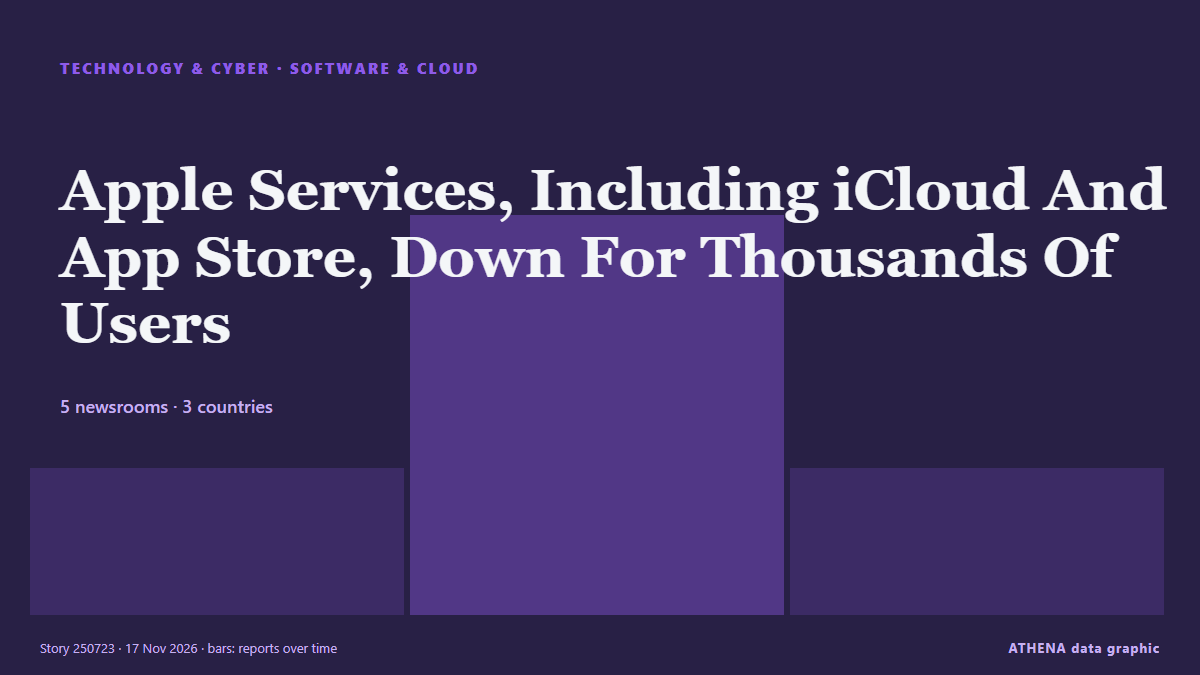 TECHNOLOGY & CYBER · SOFTWARE & CLOUD
Apple Services, Including iCloud And
App Store, Down For Thousands Of
Users
5 newsrooms · 3 countries
Story 250723 · 17 Nov 2026 · bars: reports over time
ATHENA data graphic